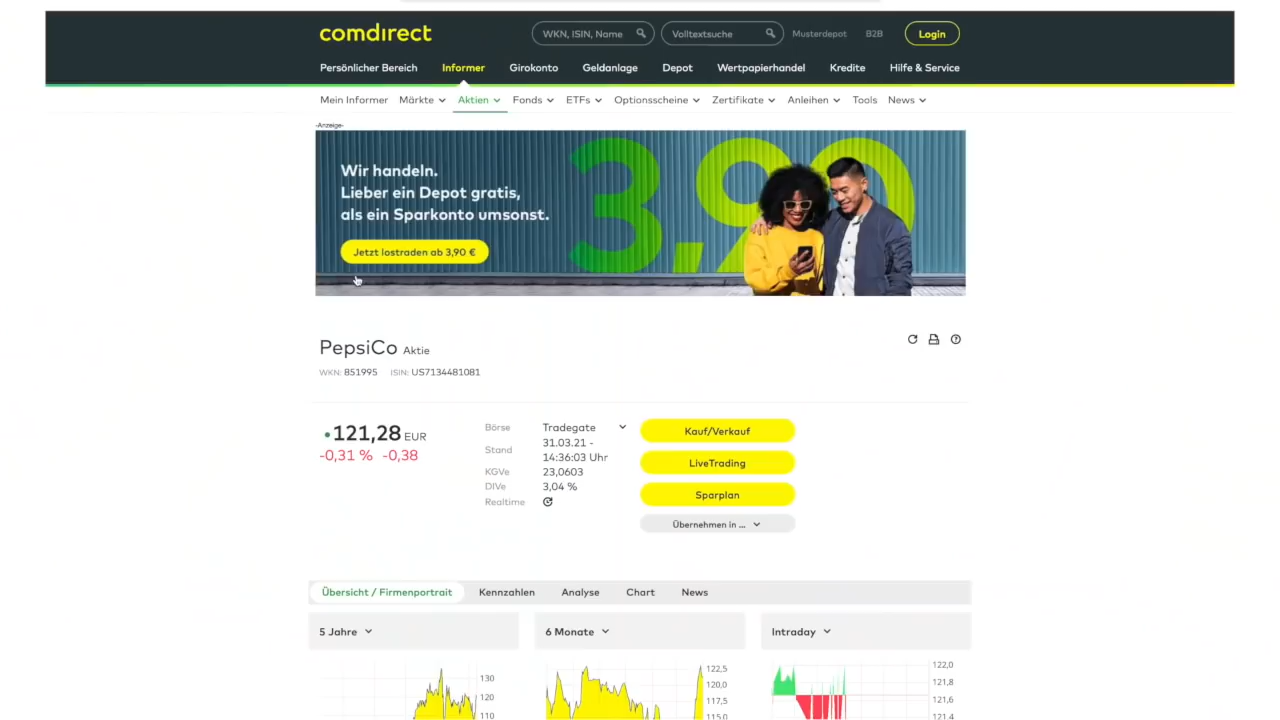 comdırect
WKN, ISIN, Name
Volltextsuche
Musterdepot
B2B
Login
Persönlicher Bereich
Informer
Girokonto
Geldanlage
Depot
Wertpapierhandel
Kredite
Hilfe & Service
Mein Informer
Märkte
Aktien
Fonds
ETFs
Optionsscheine
Zertifikate
Anleihen
Tools
News
-Anzeige-
Wir handeln.
Lieber ein Depot gratis,
als ein Sparkonto umsonst.
3,90
Jetzt lostraden ab 3,90 €
PepsiCo Aktie
WKN: 851995 ISIN: US7134481081
121,28 EUR
-0,31 % -0,38
Börse Tradegate
Stand 31.03.21 -
14:36:03 Uhr
KGVe 23,0603
DIVe 3,04 %
Realtime
Kauf/Verkauf
LiveTrading
Sparplan
Übernehmen in ...
Übersicht / Firmenportrait
Kennzahlen
Analyse
Chart
News
5 Jahre
6 Monate
Intraday
130
120
110
122,5
120,0
117,5
115,0
122,0
121,8
121,6
121,4